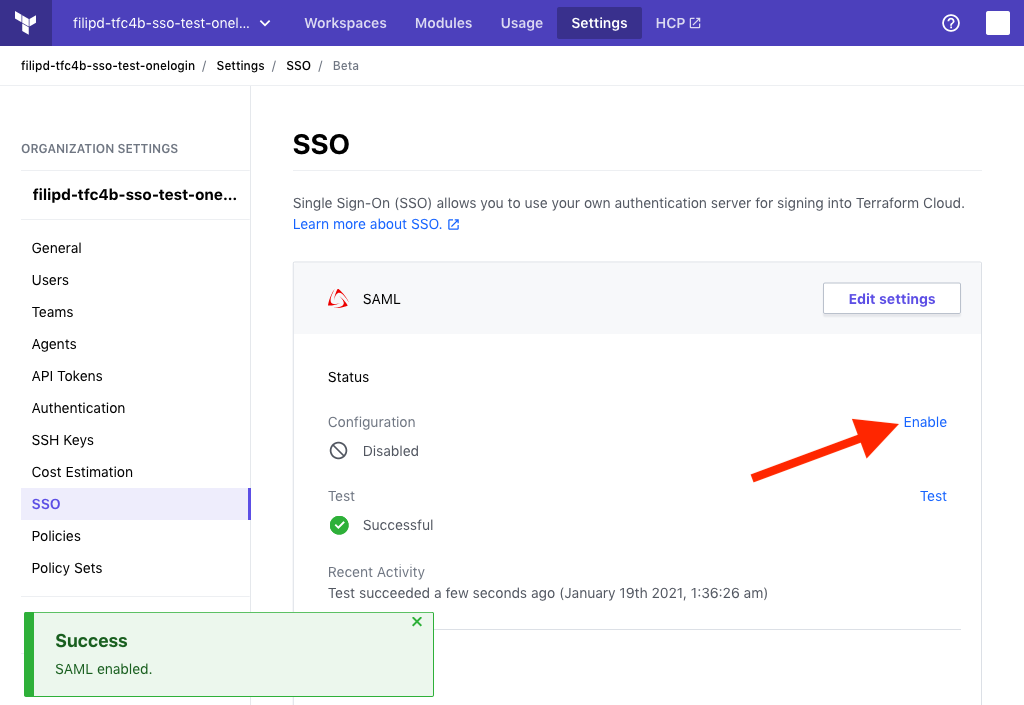 filipd-tfc4b-sso-test-onel... Workspaces Modules Usage Settings HCP
filipd-tfc4b-sso-test-onelogin / Settings / SSO / Beta
ORGANIZATION SETTINGS
filipd-tfc4b-sso-test-one...
General
Users
Teams
Agents
API Tokens
Authentication
SSH Keys
Cost Estimation
SSO
Policies
Policy Sets
SSO
Single Sign-On (SSO) allows you to use your own authentication server for signing into Terraform Cloud.
Learn more about SSO.
SAML Edit settings
Status
Configuration Enable
Disabled
Test Test
Successful
Recent Activity
Test succeeded a few seconds ago (January 19th 2021, 1:36:26 am)
Success
SAML enabled.